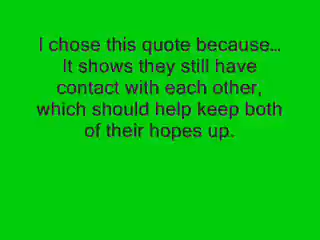 I chose this quote because…
It shows they still have
contact with each other,
which should help keep both
of their hopes up.